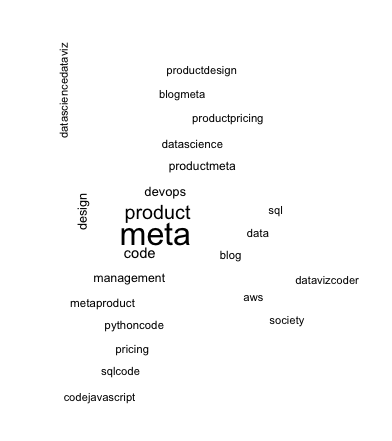 datasciencedataviz
productdesign
blogmeta
productpricing
datascience
productmeta
devops
design
product
sql
meta
data
code
blog
management
datavizcoder
aws
metaproduct
society
pythoncode
pricing
sqlcode
codejavascript